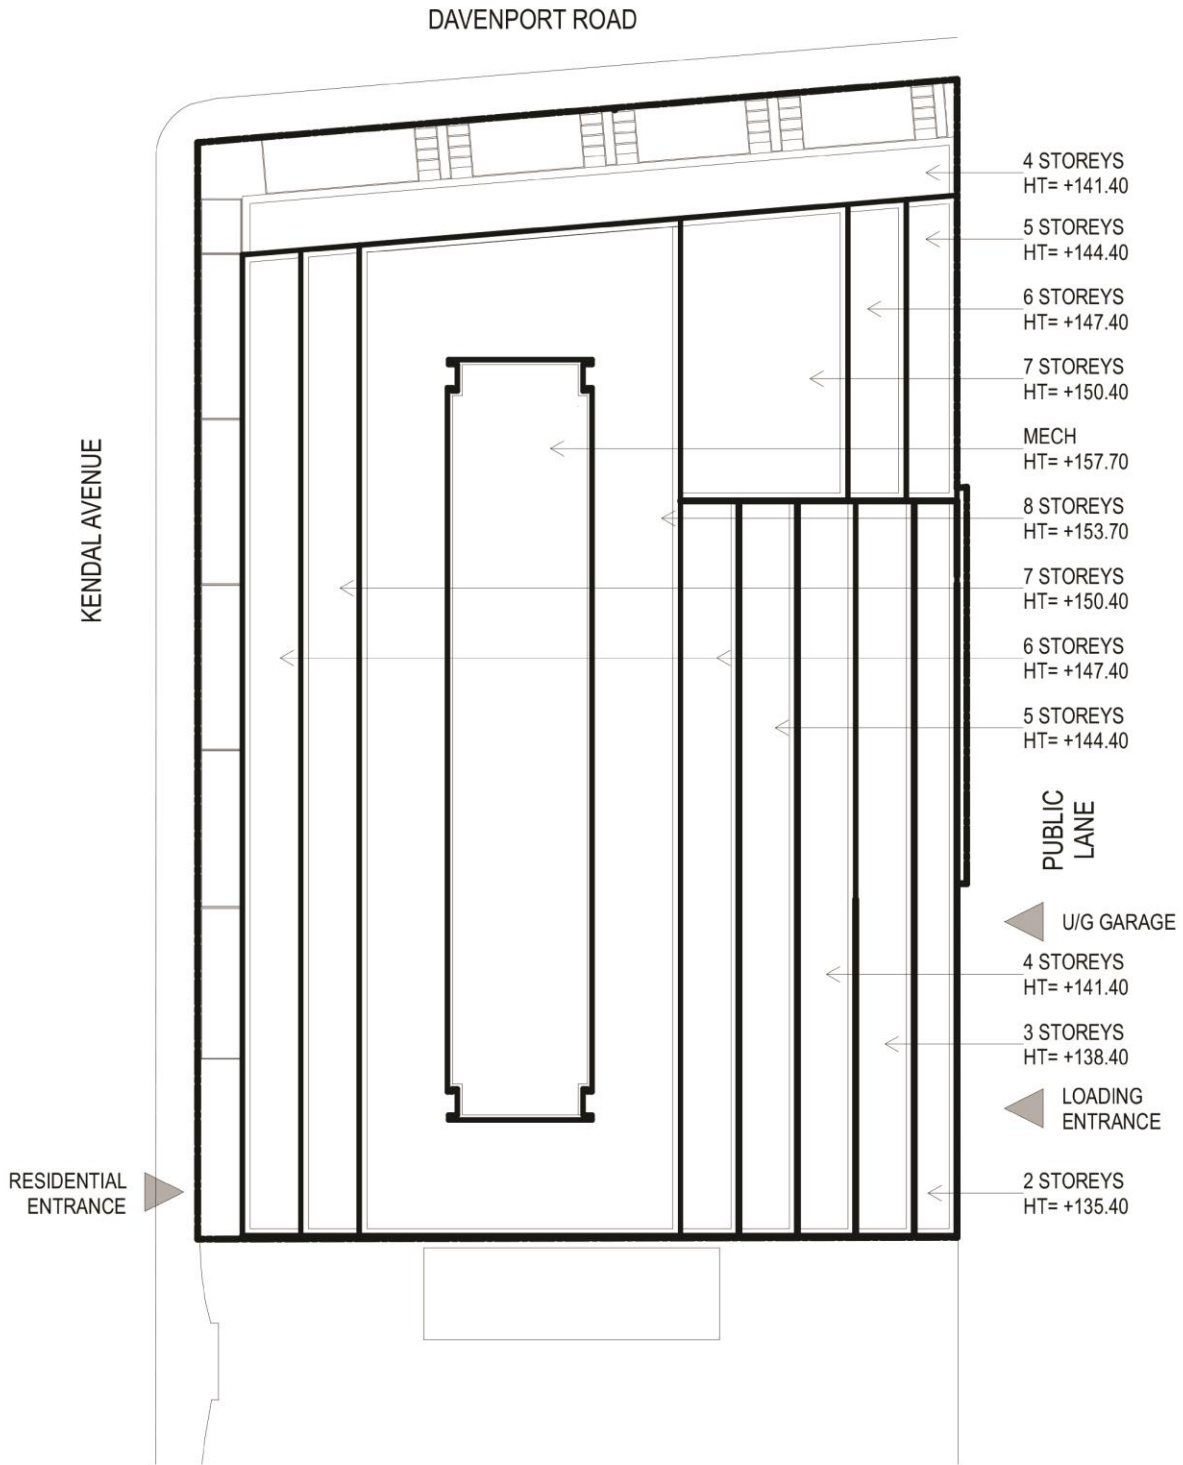 DAVENPORT ROAD
4 STOREYS
HT= +141.40
5 STOREYS
HT= +144.40
6 STOREYS
HT= +147.40
7 STOREYS
HT= +150.40
MECH
HT= +157.70
8 STOREYS
HT= +153.70
7 STOREYS
HT= +150.40
6 STOREYS
HT= +147.40
5 STOREYS
HT= +144.40
KENDAL AVENUE
PUBLIC
LANE
U/G GARAGE
4 STOREYS
HT= +141.40
3 STOREYS
HT= +138.40
LOADING
ENTRANCE
RESIDENTIAL
ENTRANCE
2 STOREYS
HT= +135.40